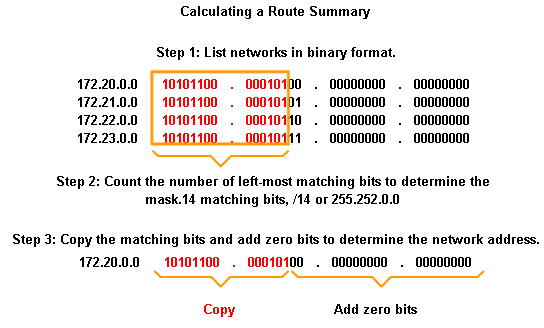 Calculating a Route Summary
Step 1: List networks in binary format.
172.20.0.0 10101100 . 00010100 . 00000000 . 00000000
172.21.0.0 10101100 . 00010101 . 00000000 . 00000000
172.22.0.0 10101100 . 00010110 . 00000000 . 00000000
172.23.0.0 10101100 . 00010111 . 00000000 . 00000000
Step 2: Count the number of left-most matching bits to determine the
mask.14 matching bits, /14 or 255.252.0.0
Step 3: Copy the matching bits and add zero bits to determine the network address.
172.20.0.0 10101100 . 00010100 . 00000000 . 00000000
Copy Add zero bits